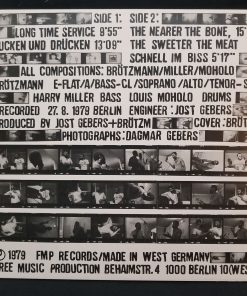 SIDE 1: SIDE 2:
LONG TIME SERVICE 8'55" THE NEARER THE BONE,
UCKEN UND DRÜCKEN 13'09" THE SWEETER THE MEAT
SCHNELL IM BISS 5'17"
ALL COMPOSITIONS: BRÖTZMANN/MILLER/MOHOLO
RÖTZMANN E-FLAT/A/BASS-CL/SOPRANO/ALTO/TENOR-S
HARRY MILLER BASS LOUIS MOHOLO DRUMS
RECORDED 27. 8. 1979 BERLIN ENGINEER: JOST GEBERS
ODUCED BY JOST GEBERS+BRÖTZM COVER: BRÖT
PHOTOGRAPHS: DAGMAR GEBERS
Ⓟ 1979 FMP RECORDS/MADE IN WEST GERMANY
REE MUSIC PRODUCTION BEHAIMSTR. 4 1000 BERLIN 10 (WES